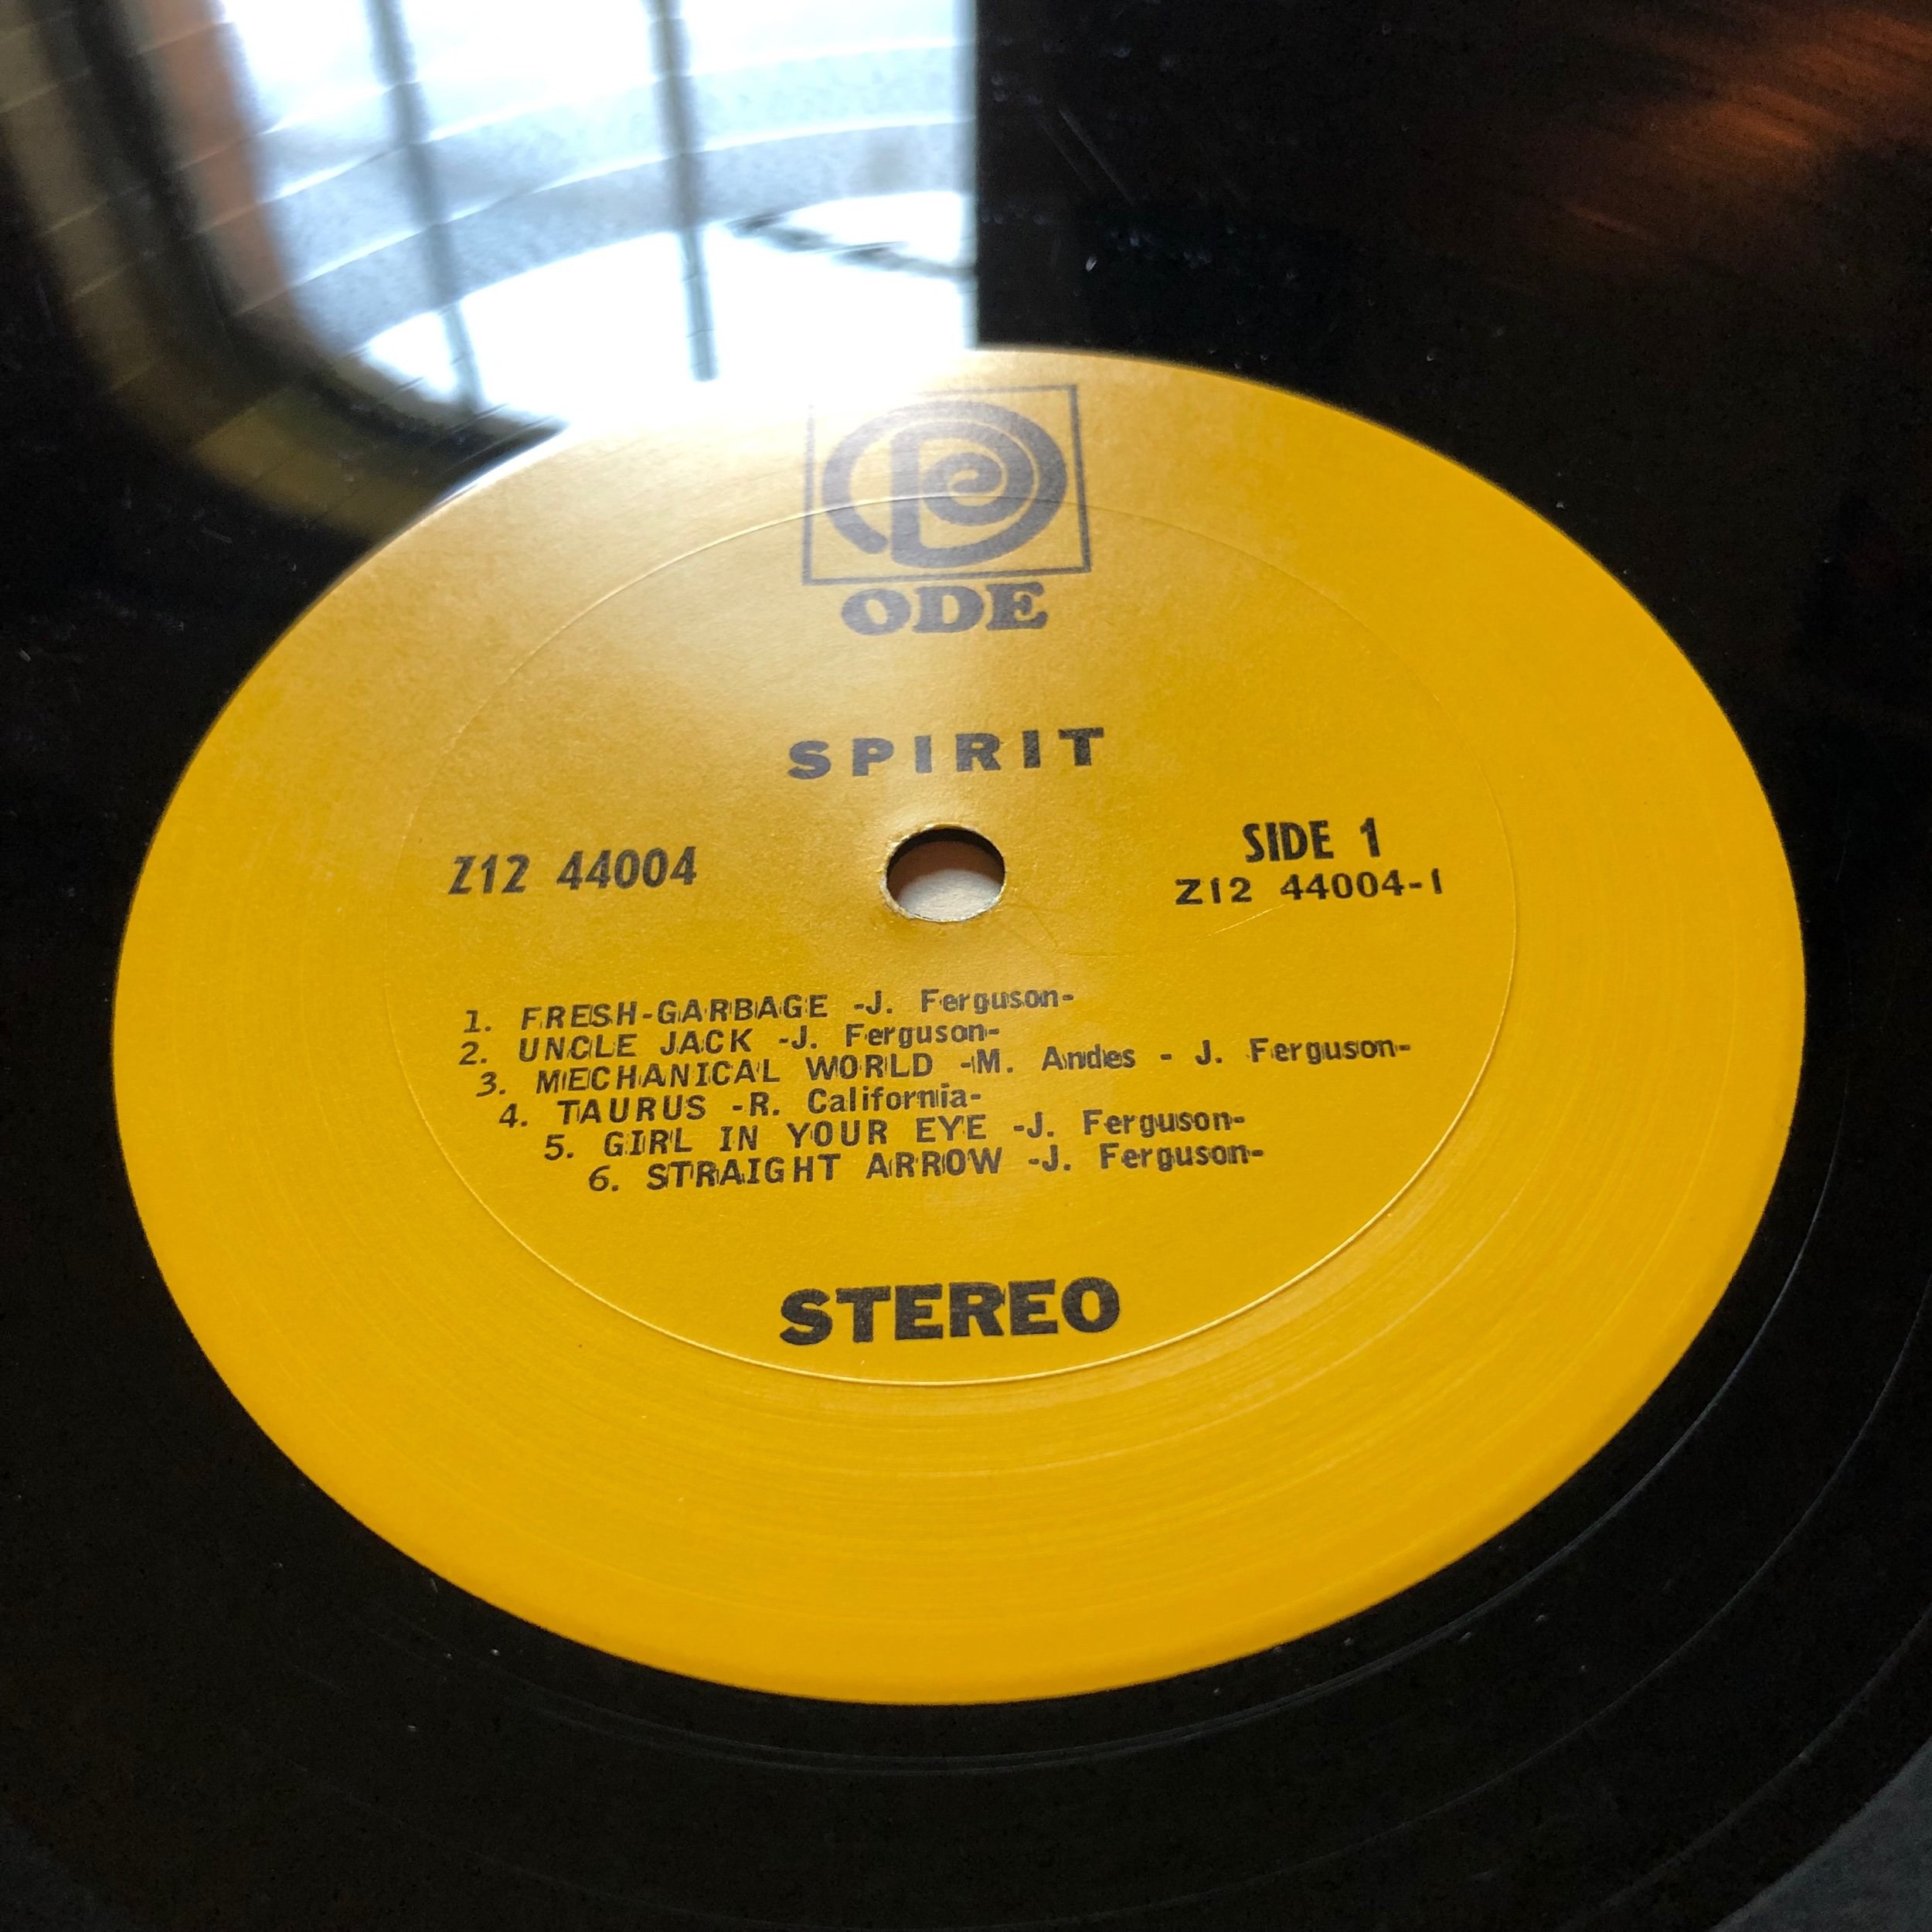 ODE
SPIRIT
Z12 44004
SIDE 1
Z12 44004-1
1. FRESH-GARBAGE -J. Ferguson-
2. UNCLE JACK -J. Ferguson-
3. MECHANICAL WORLD -M. Andes - J. Ferguson-
4. TAURUS -R. California-
5. GIRL IN YOUR EYE -J. Ferguson-
6. STRAIGHT ARROW -J. Ferguson-
STEREO